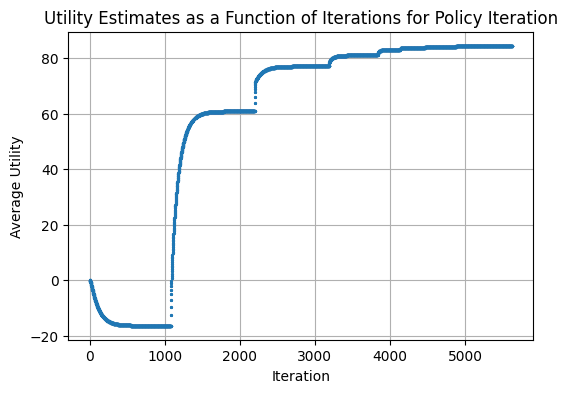 Utility Estimates as a Function of Iterations for Policy Iteration
80
60
40
20
0
−20
Average Utility
0 1000 2000 3000 4000 5000
Iteration